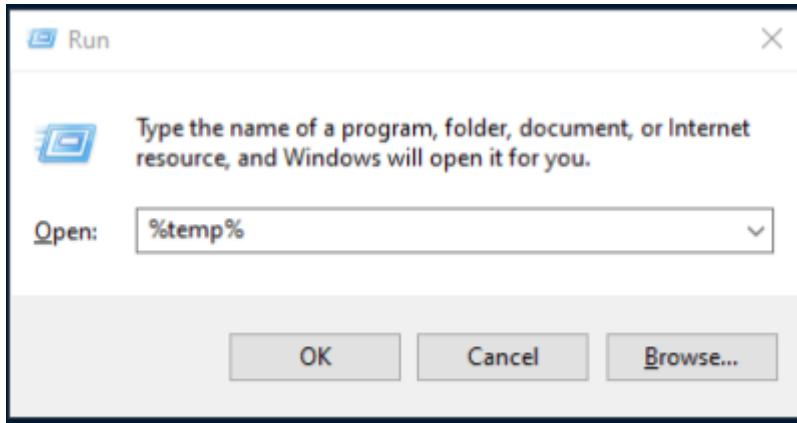 Run
Type the name of a program, folder, document, or Internet
resource, and Windows will open it for you.
Open: %temp%
OK Cancel Browse...